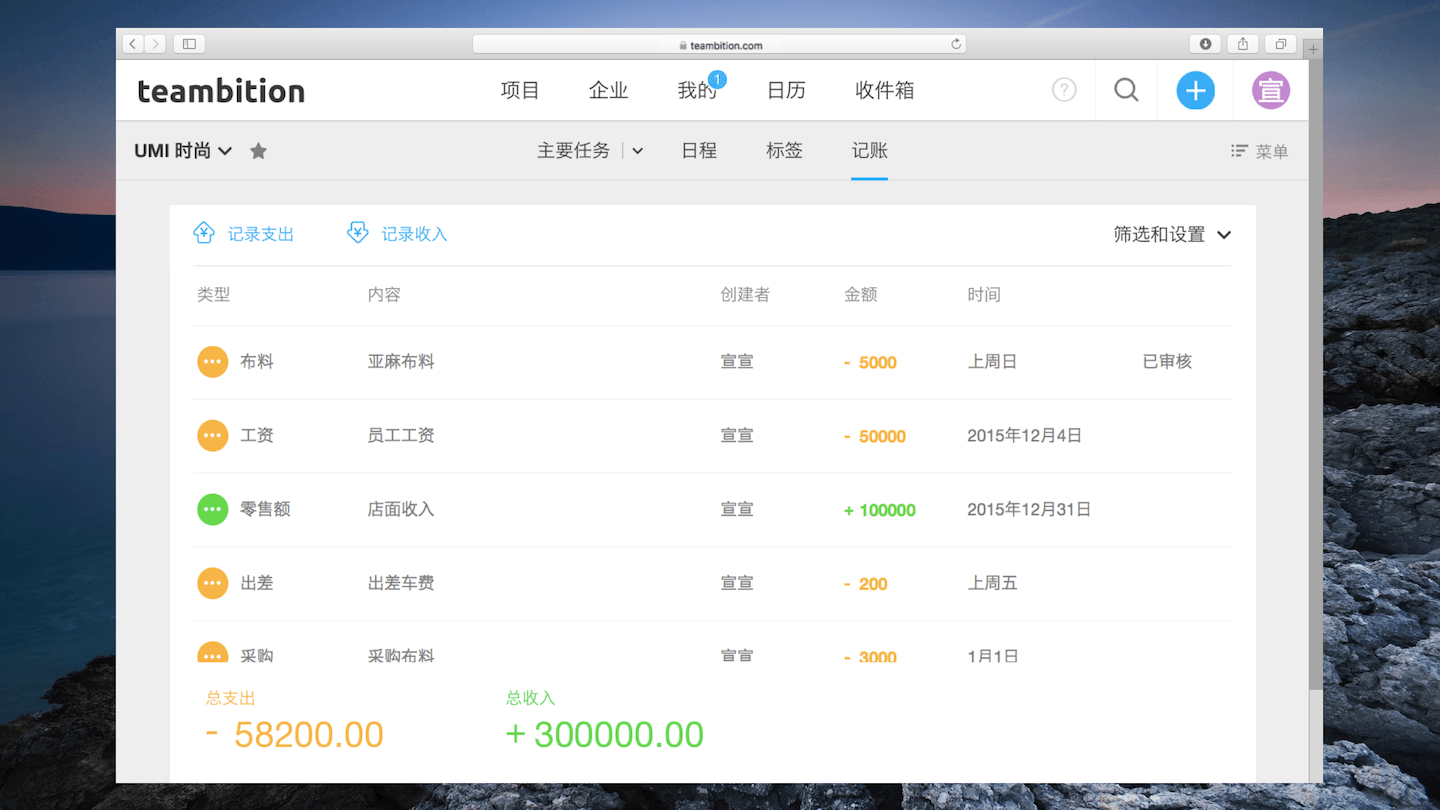 teambition.com
teambition 项目 企业 我的 1 日历 收件箱 ? 宣
UMI 时尚 主要任务 日程 标签 记账 菜单
¥ 记录支出 ¥ 记录收入 筛选和设置
类型 内容 创建者 金额 时间
布料 亚麻布料 宣宣 - 5000 上周日 已审核
工资 员工工资 宣宣 - 50000 2015年12月4日
零售额 店面收入 宣宣 + 100000 2015年12月31日
出差 出差车费 宣宣 - 200 上周五
采购 采购布料 宣宣 - 3000 1月1日
总支出 总收入
- 58200.00 + 300000.00